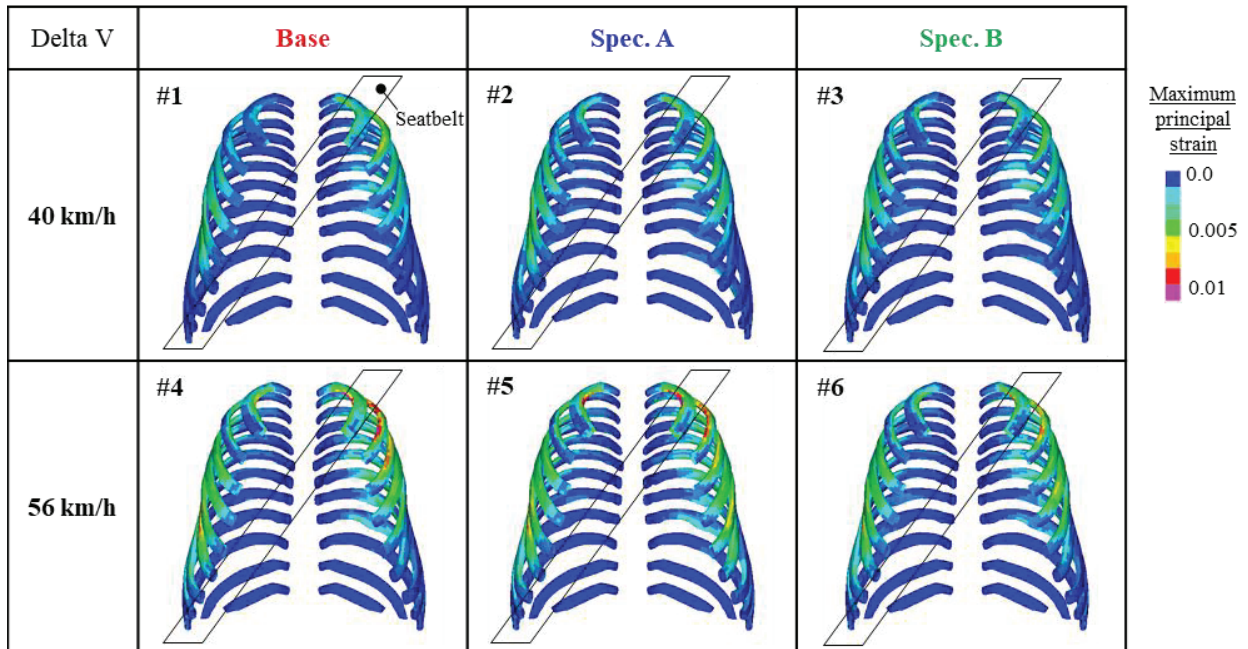 Delta V
Base
Spec. A
Spec. B
40 km/h
#1
Seatbelt
#2
#3
Maximum
principal
strain
0.0
0.005
0.01
56 km/h
#4
#5
#6